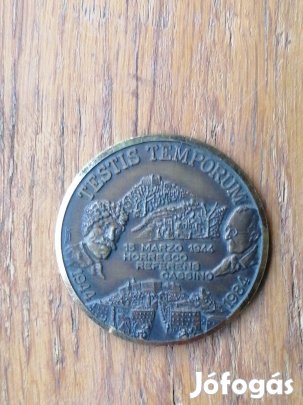 TESTIS TEMPORUM
15 MARZO 1944
HORRESCO
REFERENS
CASSINO
1944
1984
Jófogás